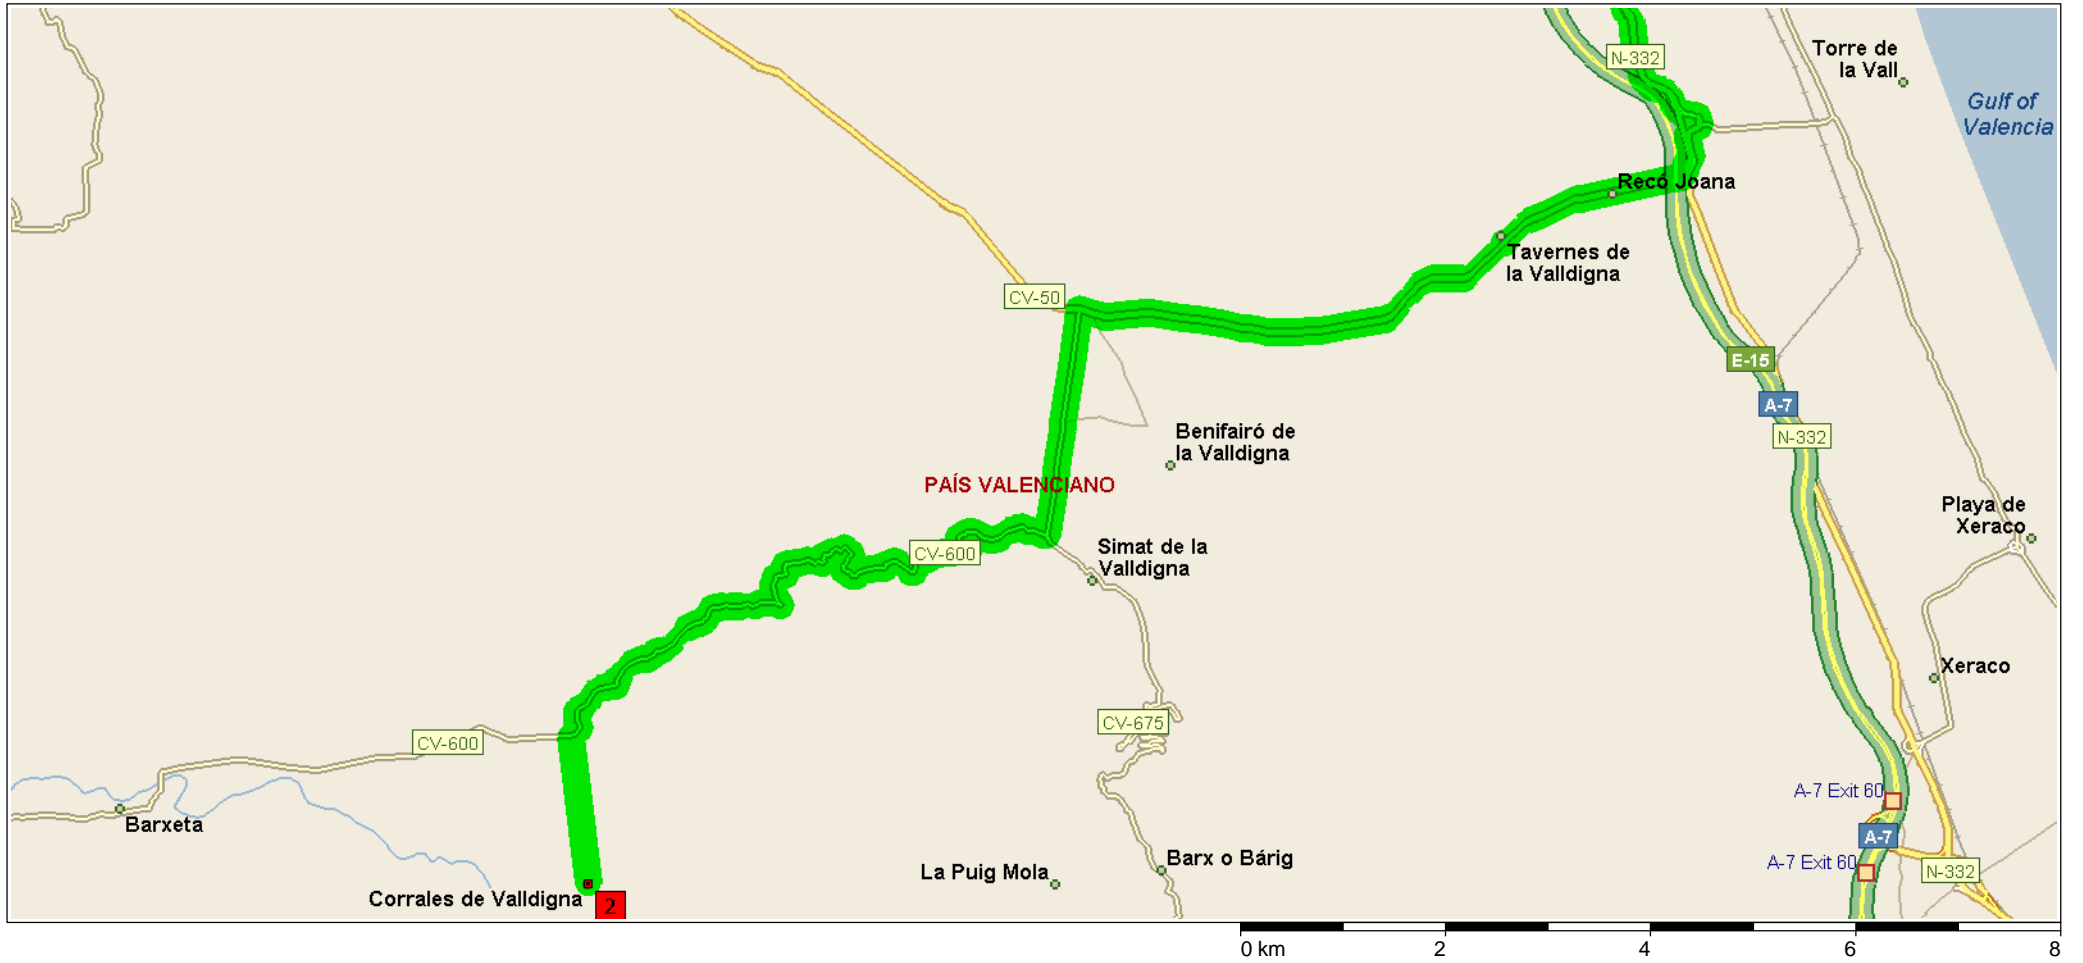 Torre de
la Vall
N-332
Gulf of
Valencia
Recó Joana
Tavernes de
la Valldigna
CV-50
E-15
A-7
N-332
Benifairó de
la Valldigna
PAÍS VALENCIANO
Playa de
Xeraco
Simat de la
Valldigna
CV-600
Xeraco
CV-675
CV-600
A-7 Exit 60
Barxeta
A-7
Barx o Bárig
A-7 Exit 60
La Puig Mola
N-332
Corrales de Valldigna
2
0 km
2
4
6
8